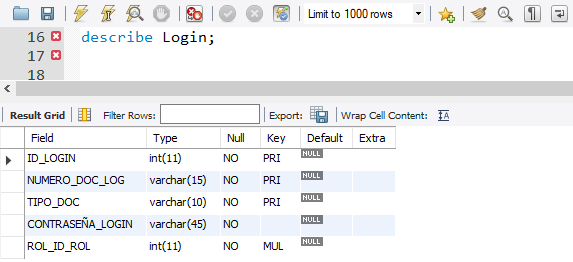 Limit to 1000 rows
16 describe Login;
17
18
Result Grid Filter Rows: Export: Wrap Cell Content:
Field Type Null Key Default Extra
ID_LOGIN int(11) NO PRI NULL
NUMERO_DOC_LOG varchar(15) NO PRI NULL
TIPO_DOC varchar(10) NO PRI NULL
CONTRASEÑA_LOGIN varchar(45) NO NULL
ROL_ID_ROL int(11) NO MUL NULL